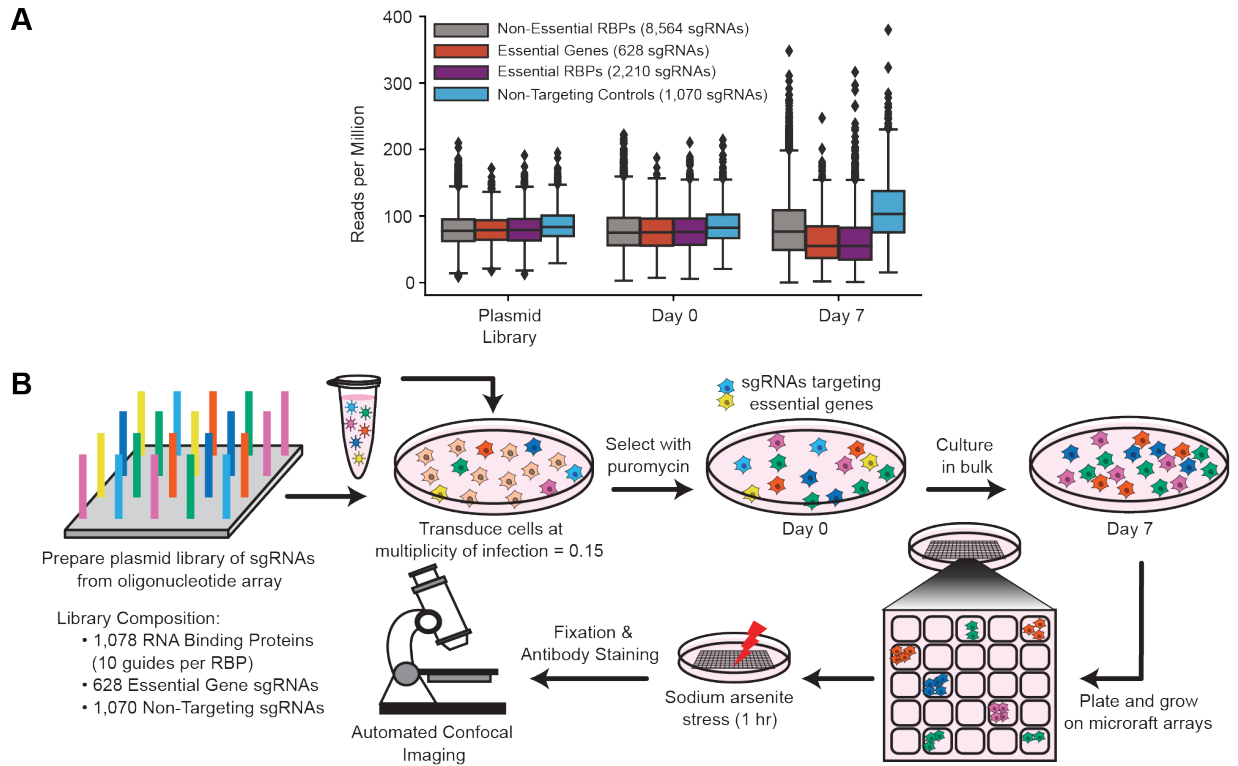 A
400
300
200
100
0
Reads per Million
Non-Essential RBPs (8,564 sgRNAs)
Essential Genes (628 sgRNAs)
Essential RBPs (2,210 sgRNAs)
Non-Targeting Controls (1,070 sgRNAs)
Plasmid
Library
Day 0
Day 7
B
sgRNAs targeting
essential genes
Select with
puromycin
Culture
in bulk
Transduce cells at
multiplicity of infection = 0.15
Day 0
Day 7
Prepare plasmid library of sgRNAs
from oligonucleotide array
Library Composition:
• 1,078 RNA Binding Proteins
(10 guides per RBP)
• 628 Essential Gene sgRNAs
• 1,070 Non-Targeting sgRNAs
Plate and grow
on microraft arrays
Sodium arsenite
stress (1 hr)
Fixation &
Antibody Staining
Automated Confocal
Imaging